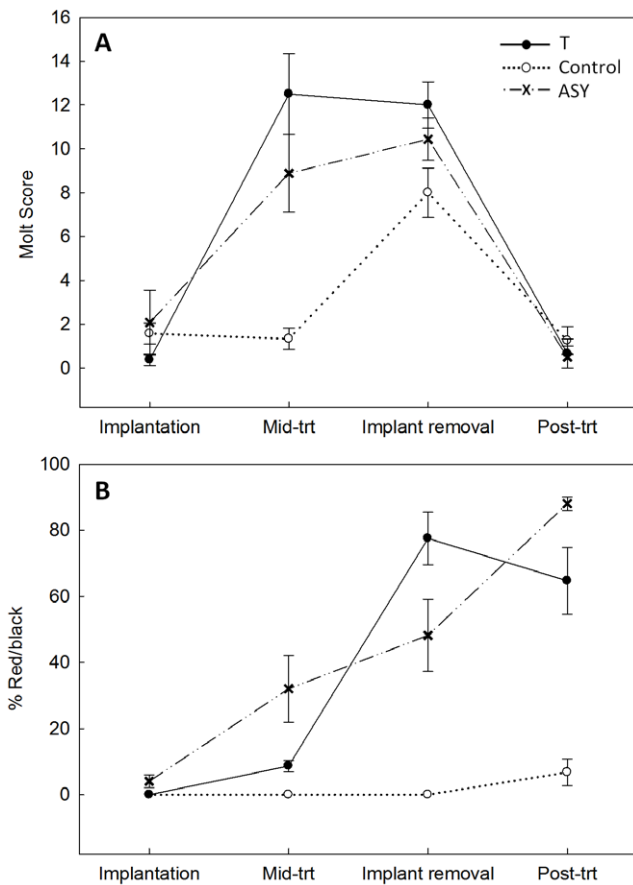 A
T
Control
ASY
16
14
12
10
8
6
4
2
0
Molt Score
Implantation Mid-trt Implant removal Post-trt
B
100
80
60
40
20
0
% Red/black
Implantation Mid-trt Implant removal Post-trt